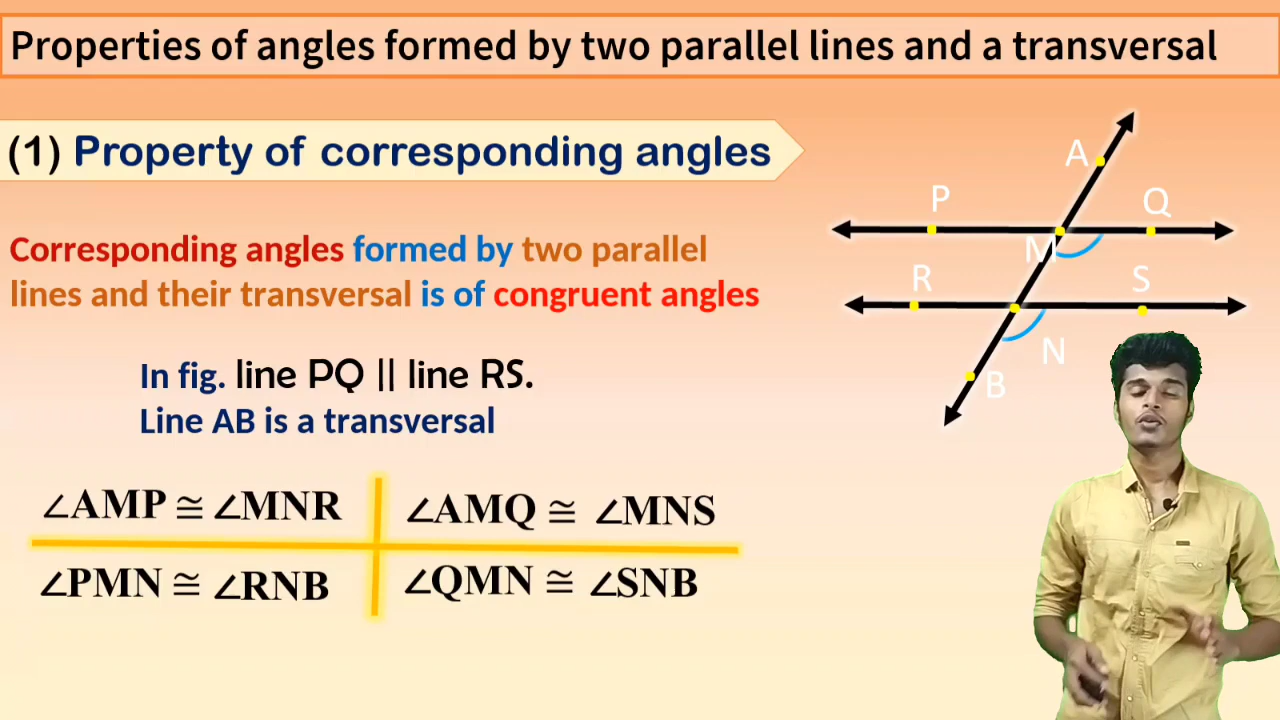 Properties of angles formed by two parallel lines and a transversal
(1) Property of corresponding angles
Corresponding angles formed by two parallel
lines and their transversal is of congruent angles
In fig. line PQ || line RS.
Line AB is a transversal
∠AMP ≅ ∠MNR
∠AMQ ≅ ∠MNS
∠PMN ≅ ∠RNB
∠QMN ≅ ∠SNB
A
P
Q
M
R
S
N
B